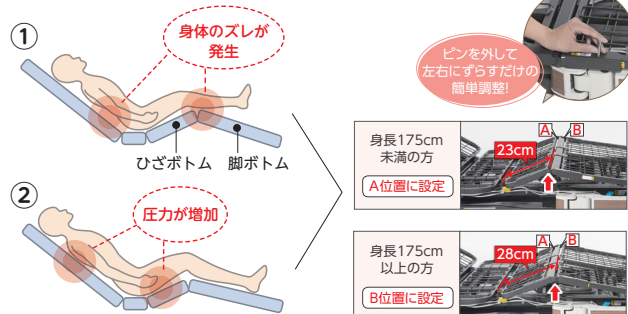 ①
身体のズレが
発生
ひざボトム
脚ボトム
②
圧力が増加
ピンを外して
左右にずらすだけの
簡単調整!
身長175cm
未満の方
A位置に設定
A B
23cm
身長175cm
以上の方
B位置に設定
A B
28cm